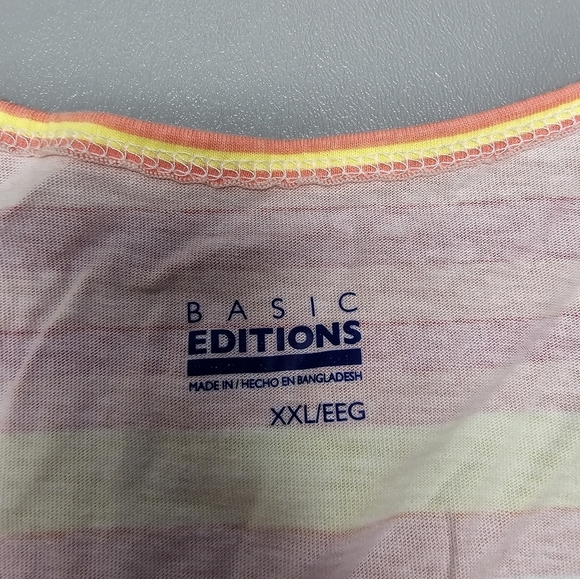 BASIC
EDITIONS
MADE IN / HECHO EN BANGLADESH
XXL/EEG